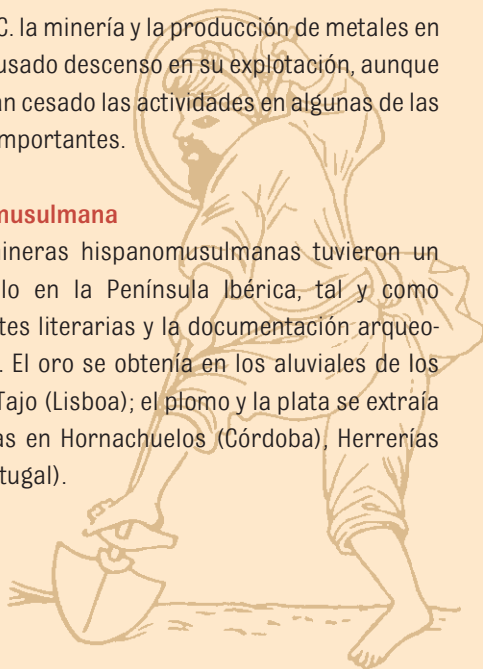 C. la minería y la producción de metales en
usado descenso en su explotación, aunque
an cesado las actividades en algunas de las
importantes.
musulmana
ineras hispanomusulmanas tuvieron un
lo en la Península Ibérica, tal y como
tes literarias y la documentación arqueo-
. El oro se obtenía en los aluviales de los
Tajo (Lisboa); el plomo y la plata se extraía
as en Hornachuelos (Córdoba), Herrerías
tugal).